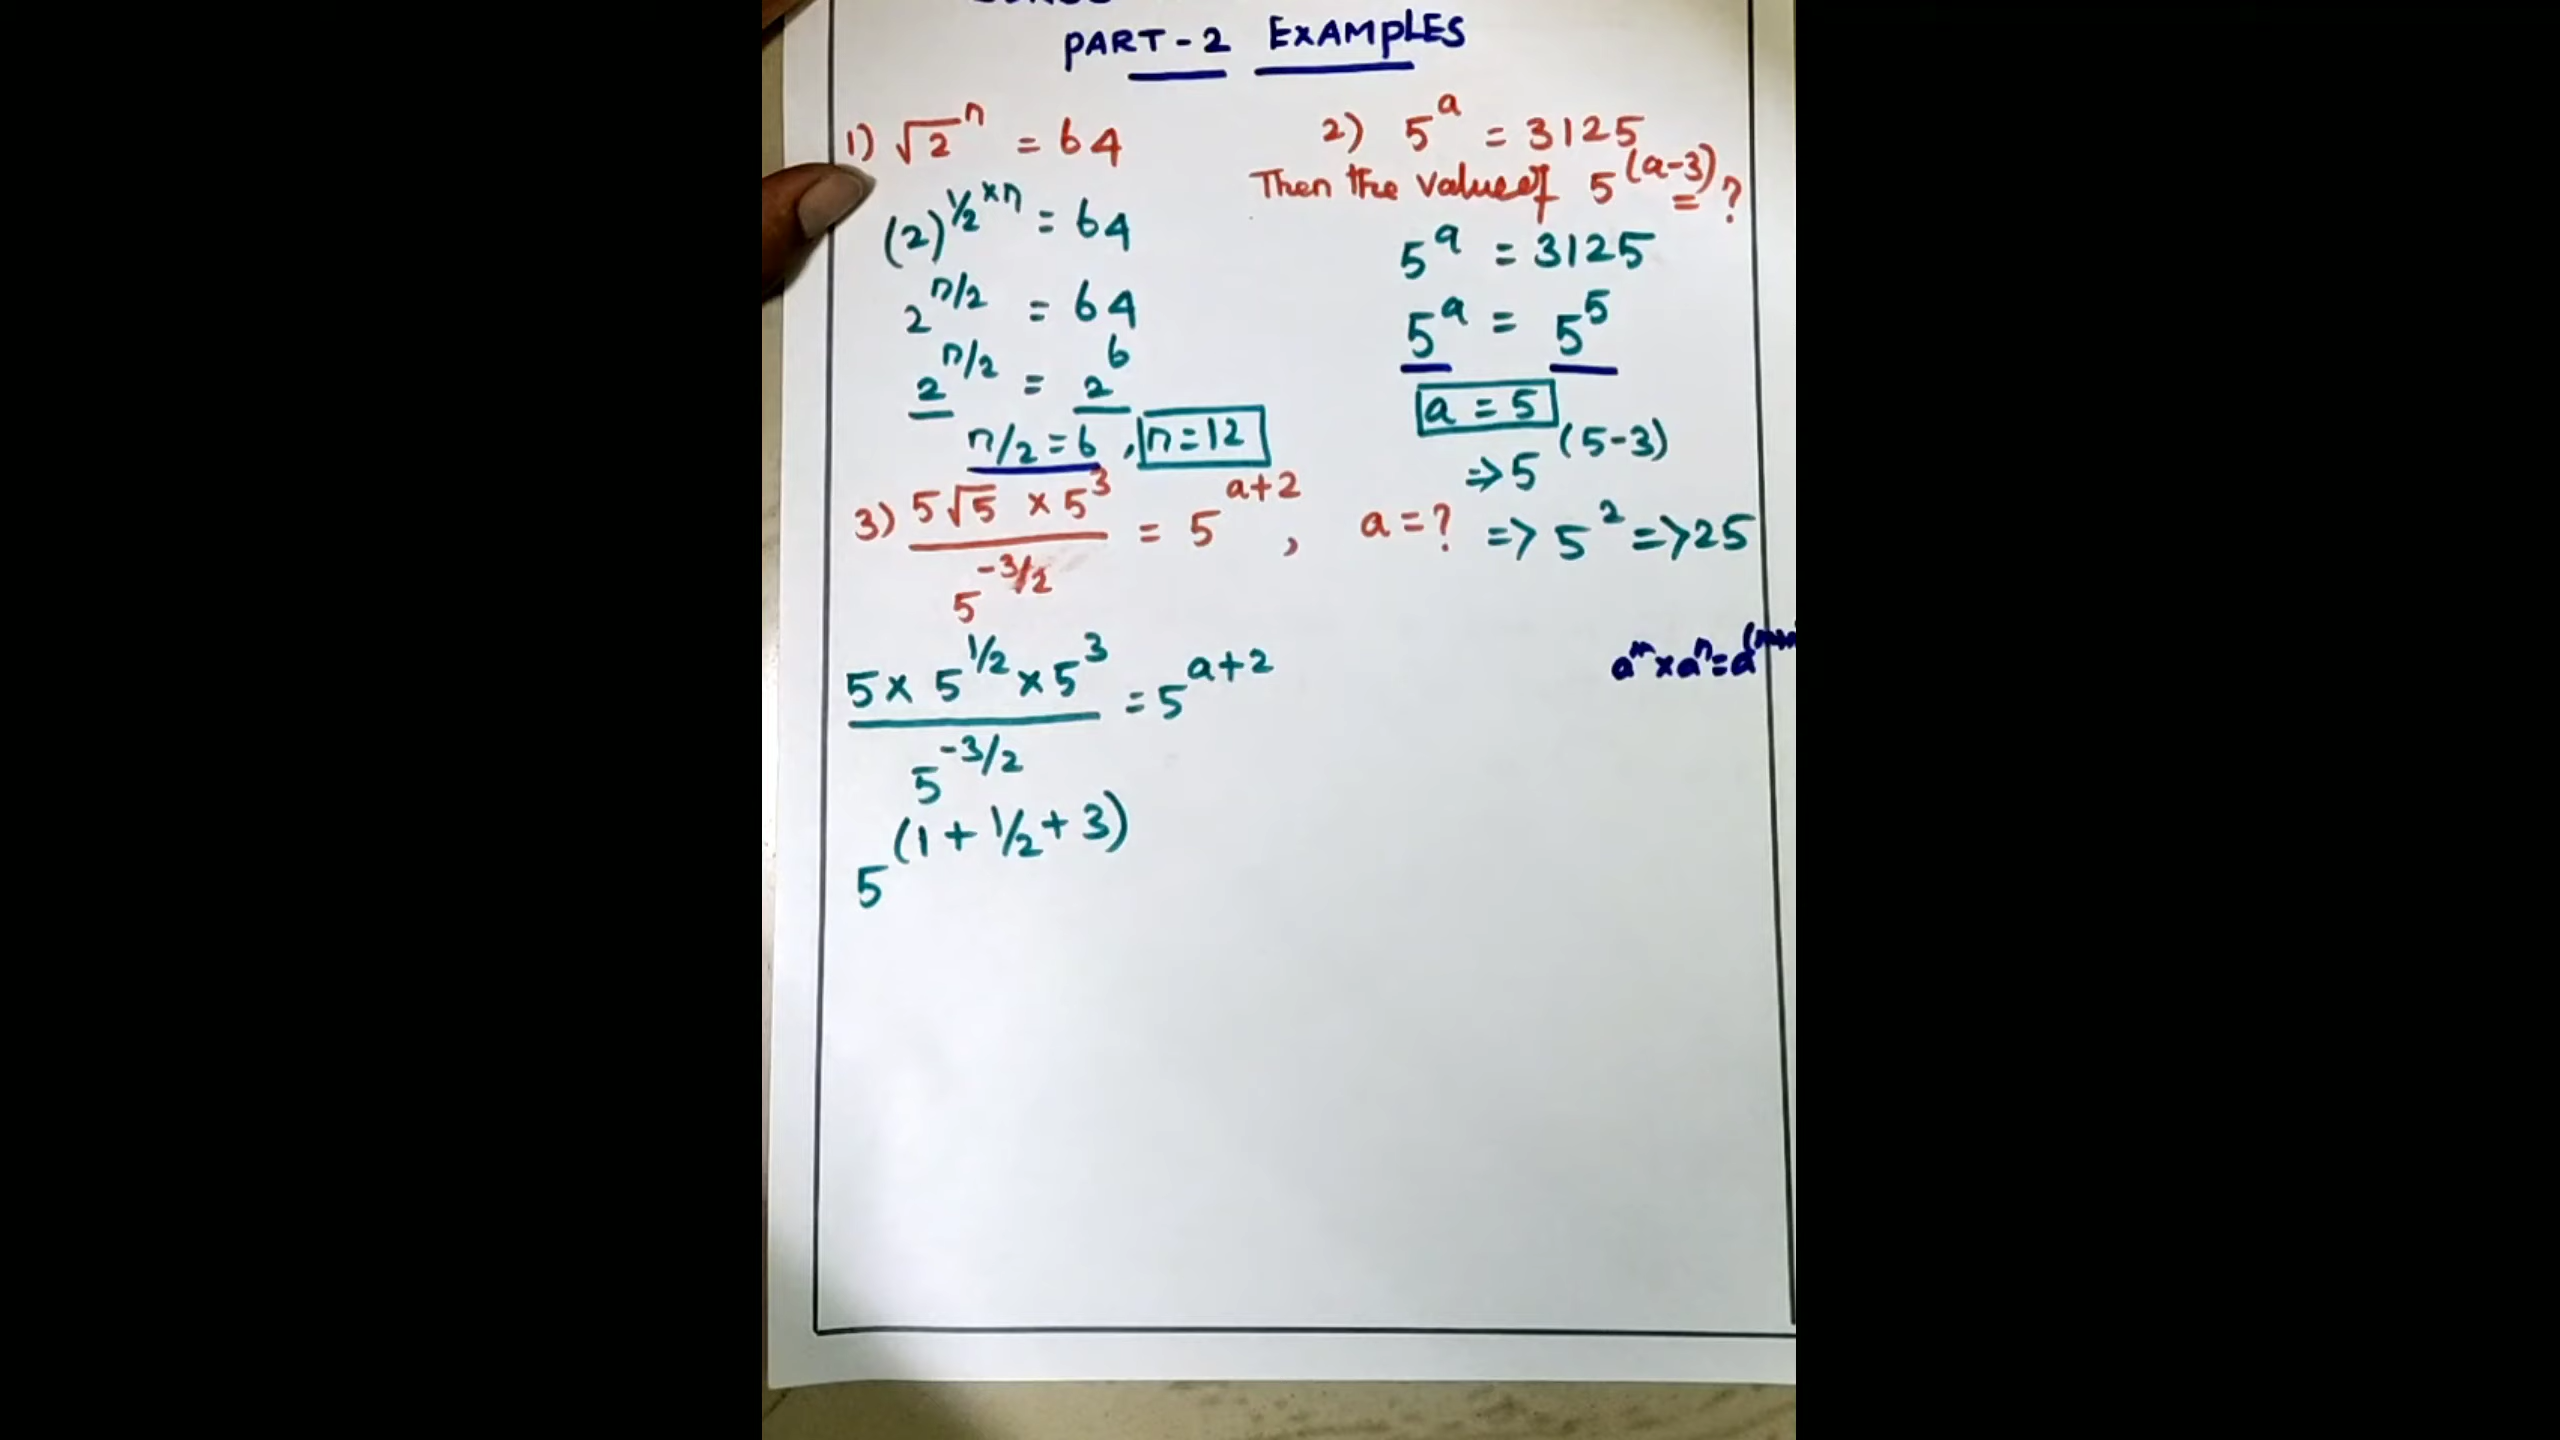 PART-2 EXAMPLES
1) √2^n = 64
(2)^1/2×n = 64
2^n/2 = 64
2^n/2 = 2^6
n/2=6, n=12
2) 5^a = 3125
Then the value of 5^(a-3) = ?
5^a = 3125
5^a = 5^5
a = 5
=> 5^(5-3)
=> 5^2 => 25
3) 5√5 × 5^3 / 5^-3/2 = 5^a+2, a=?
5 × 5^1/2 × 5^3 / 5^-3/2 = 5^a+2
a^m × a^n = a^(m+n
5^(1 + 1/2 + 3)